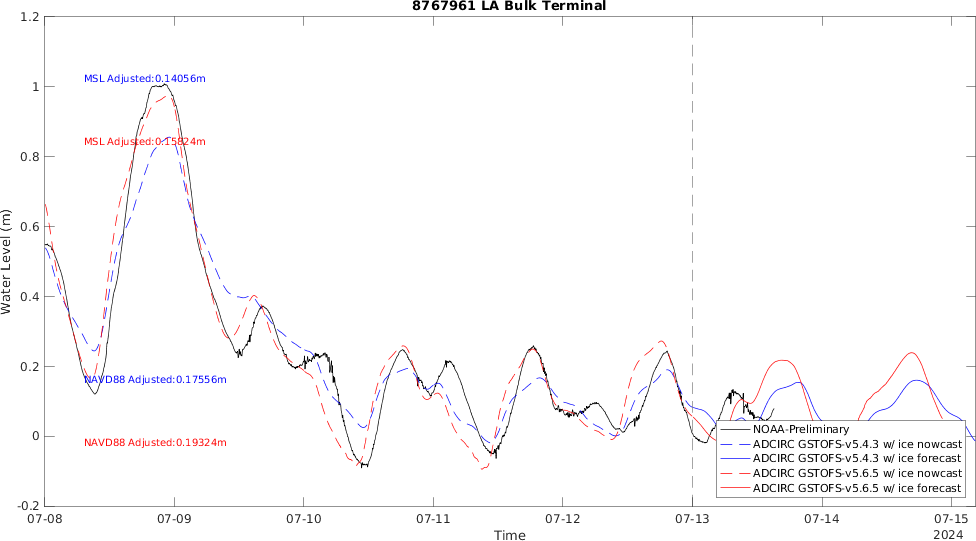 8767961 LA Bulk Terminal
1.2
1
0.8
0.6
0.4
0.2
0
-0.2
Water Level (m)
MSL Adjusted:0.14056m
MSL Adjusted:0.15824m
NAVD88 Adjusted:0.17556m
NAVD88 Adjusted:0.19324m
NOAA-Preliminary
ADCIRC GSTOFS-v5.4.3 w/ ice nowcast
ADCIRC GSTOFS-v5.4.3 w/ ice forecast
ADCIRC GSTOFS-v5.6.5 w/ ice nowcast
ADCIRC GSTOFS-v5.6.5 w/ ice forecast
07-08 07-09 07-10 07-11 07-12 07-13 07-14 07-15
Time
2024